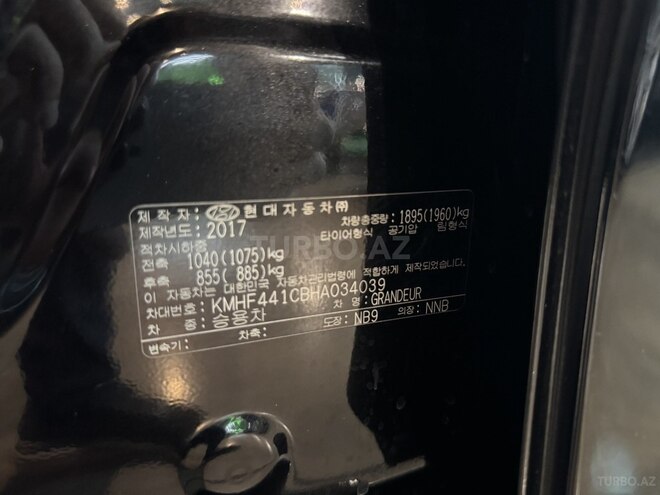 제 작 자: 현대자동차㈜
제작년도: 2017 차량총중량: 1895(1960)kg
적차시하중 타이어형식 공기압 림형식
전축 1040(1075)kg
후축 855( 885)kg
이 자동차는 대한민국 자동차관리법령에 적합하게 제작되었습니다.
차대번호: KMHF441CBHA034039
차 종: 승용차 차 명: GRANDEUR
변속기: 차축: 도장: NB9 의장: NNB
TURBO.AZ
TURBO.AZ